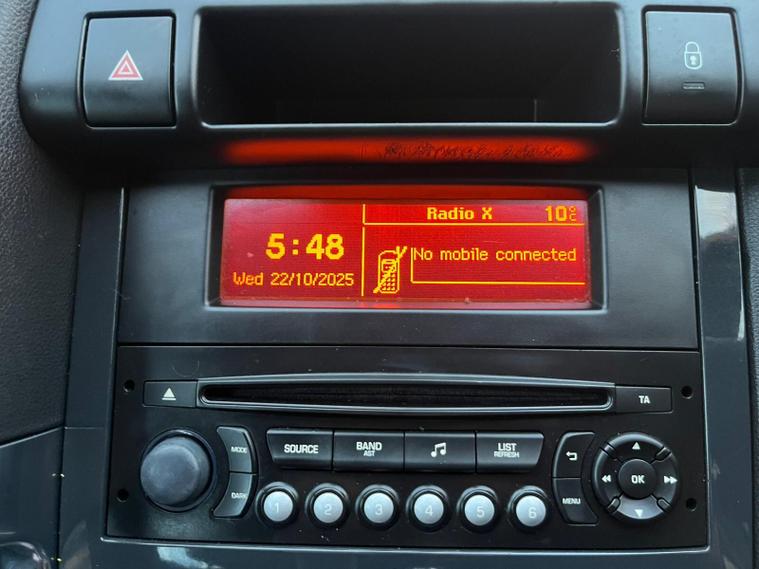 Radio X 10°C
5:48
No mobile connected
Wed 22/10/2025
TA
SOURCE
BAND
AST
LIST
REFRESH
MODE
DARK
MENU
OK
1 2 3 4 5 6